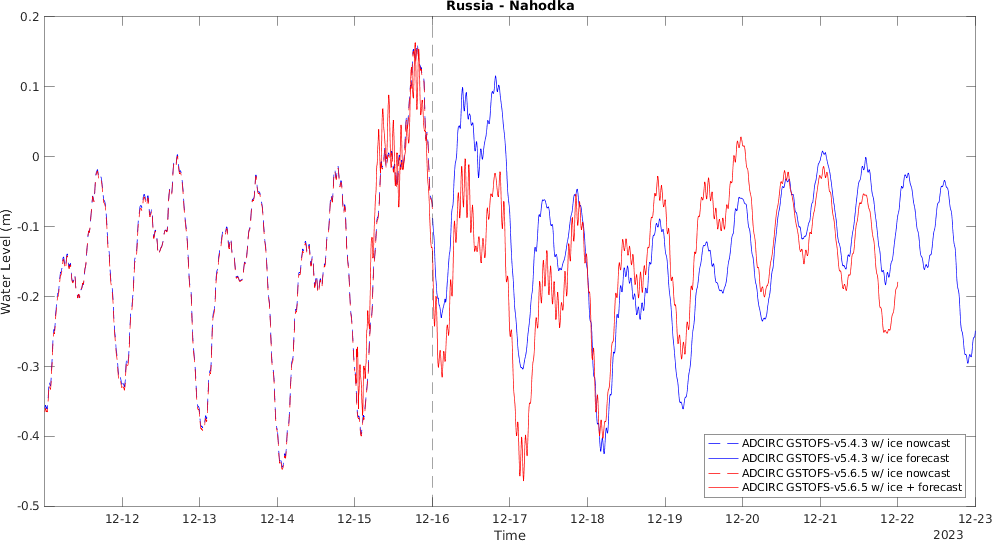 Russia - Nahodka
0.2
0.1
0
-0.1
-0.2
-0.3
-0.4
-0.5
Water Level (m)
ADCIRC GSTOFS-v5.4.3 w/ ice nowcast
ADCIRC GSTOFS-v5.4.3 w/ ice forecast
ADCIRC GSTOFS-v5.6.5 w/ ice nowcast
ADCIRC GSTOFS-v5.6.5 w/ ice + forecast
12-12 12-13 12-14 12-15 12-16 12-17 12-18 12-19 12-20 12-21 12-22 12-23
Time
2023